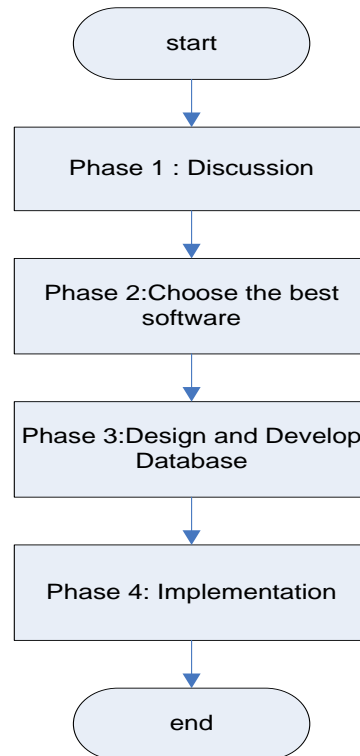 start
Phase 1 : Discussion
Phase 2:Choose the best
software
Phase 3:Design and Develop
Database
Phase 4: Implementation
end